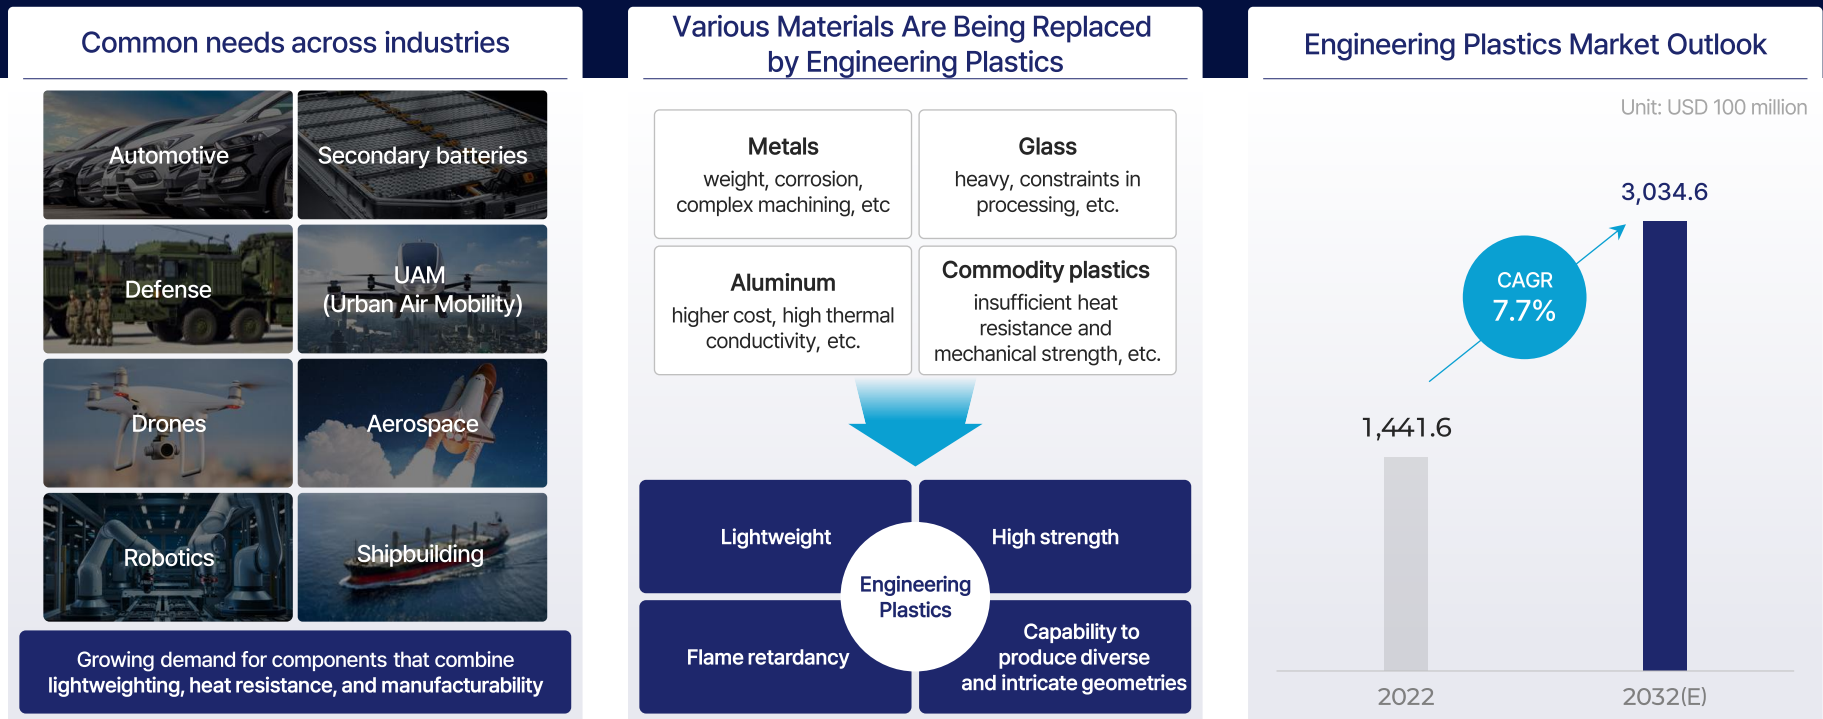 Common needs across industries
Automotive
Secondary batteries
Defense
UAM
(Urban Air Mobility)
Drones
Aerospace
Robotics
Shipbuilding
Growing demand for components that combine
lightweighting, heat resistance, and manufacturability
Various Materials Are Being Replaced
by Engineering Plastics
Metals
weight, corrosion,
complex machining, etc
Glass
heavy, constraints in
processing, etc.
Aluminum
higher cost, high thermal
conductivity, etc.
Commodity plastics
insufficient heat
resistance and
mechanical strength, etc.
Lightweight
High strength
Engineering
Plastics
Flame retardancy
Capability to
produce diverse
and intricate geometries
Engineering Plastics Market Outlook
Unit: USD 100 million
3,034.6
CAGR
7.7%
1,441.6
2022
2032(E)